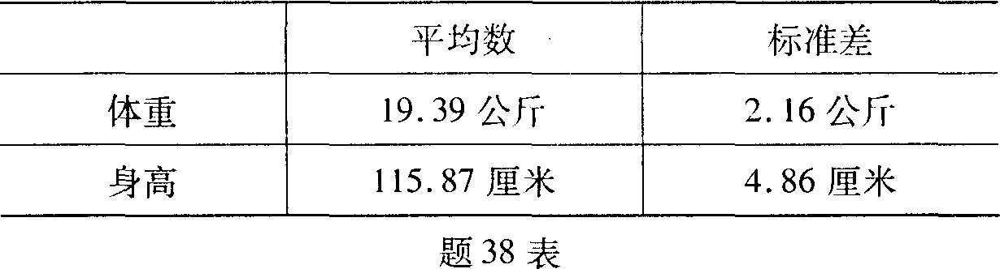 平均数 标准差
体重 19.39 公斤 2.16 公斤
身高 115.87 厘米 4.86 厘米
题 38 表